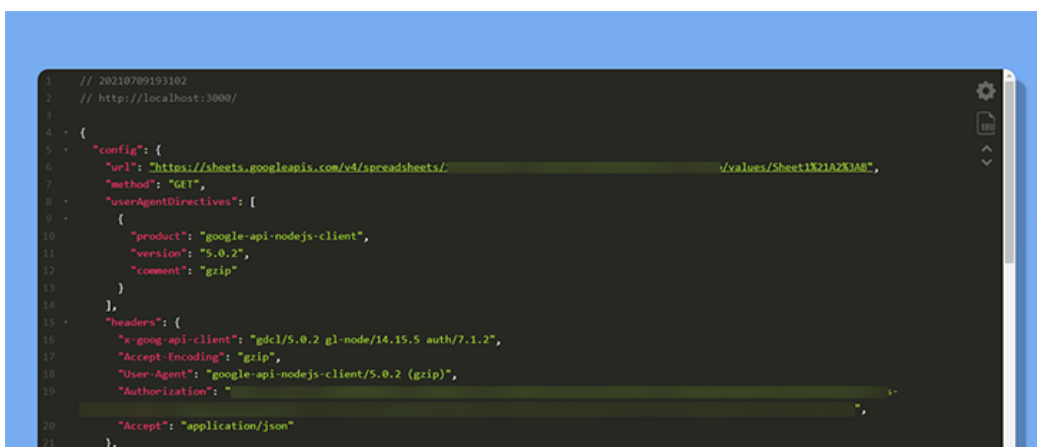 1 // 20210709193102
2 // http://localhost:3000/
3
4 {
5 "config": {
6 "url": "https://sheets.googleapis.com/v4/spreadsheets/ /values/Sheet1%21A2%3AB",
7 "method": "GET",
8 "userAgentDirectives": [
9 {
10 "product": "google-api-nodejs-client",
11 "version": "5.0.2",
12 "comment": "gzip"
13 }
14 ],
15 "headers": {
16 "x-goog-api-client": "gdcl/5.0.2 gl-node/14.15.5 auth/7.1.2",
17 "Accept-Encoding": "gzip",
18 "User-Agent": "google-api-nodejs-client/5.0.2 (gzip)",
19 "Authorization": "
",
20 "Accept": "application/json"
21 },